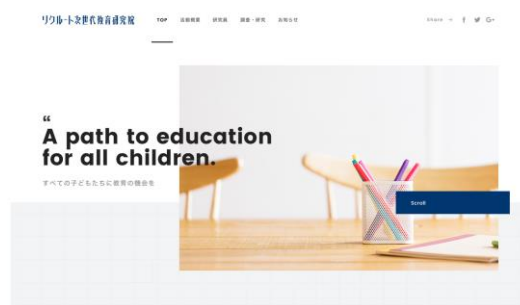 リクルート次世代教育研究院
TOP 活動概要 研究員 調査・研究 お知らせ
Share f G+
“
A path to education
for all children.
すべての子どもたちに教育の機会を
Scroll